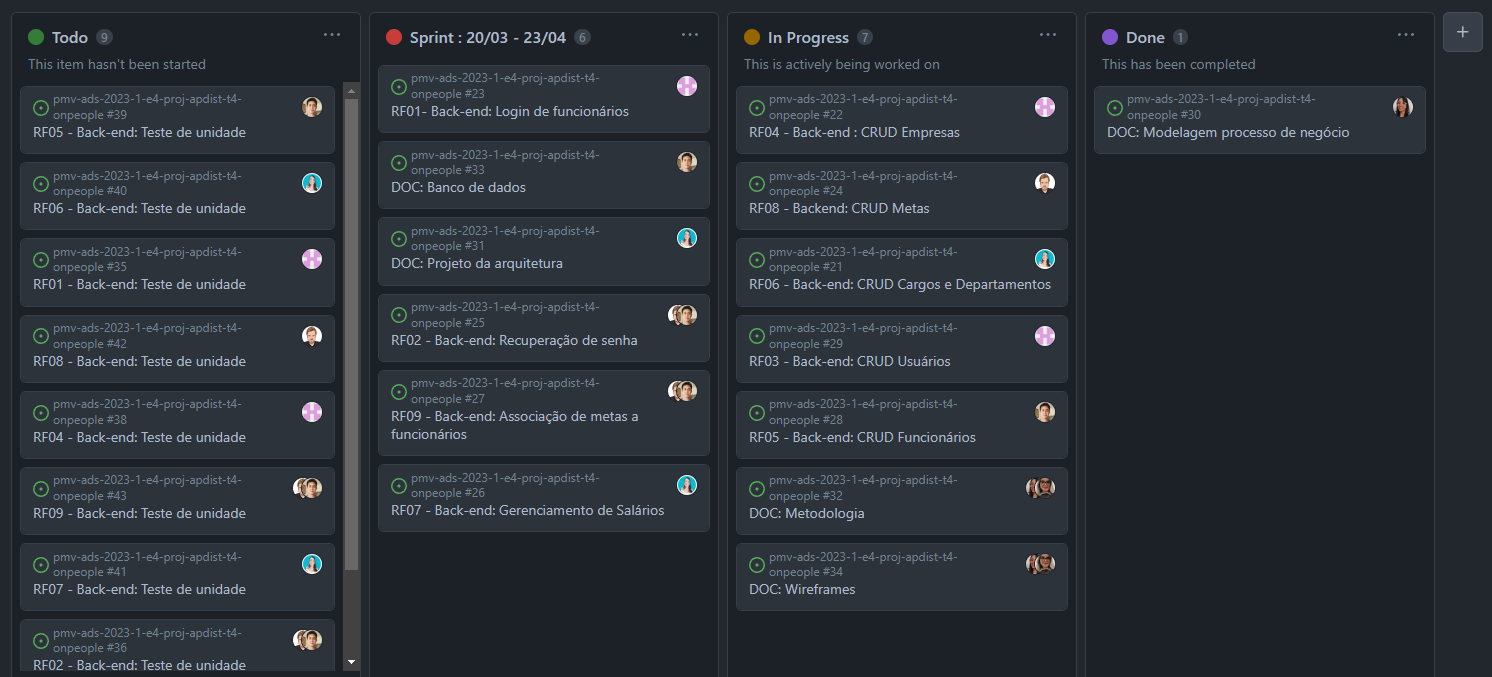 Todo 9
This item hasn't been started
pmv-ads-2023-1-e4-proj-apdist-t4-
onpeople #39
RF05 - Back-end: Teste de unidade
pmv-ads-2023-1-e4-proj-apdist-t4-
onpeople #40
RF06 - Back-end: Teste de unidade
pmv-ads-2023-1-e4-proj-apdist-t4-
onpeople #35
RF01 - Back-end: Teste de unidade
pmv-ads-2023-1-e4-proj-apdist-t4-
onpeople #42
RF08 - Back-end: Teste de unidade
pmv-ads-2023-1-e4-proj-apdist-t4-
onpeople #38
RF04 - Back-end: Teste de unidade
pmv-ads-2023-1-e4-proj-apdist-t4-
onpeople #43
RF09 - Back-end: Teste de unidade
pmv-ads-2023-1-e4-proj-apdist-t4-
onpeople #41
RF07 - Back-end: Teste de unidade
pmv-ads-2023-1-e4-proj-apdist-t4-
onpeople #36
RF02 - Back-end: Teste de unidade
Sprint : 20/03 - 23/04 6
pmv-ads-2023-1-e4-proj-apdist-t4-
onpeople #23
RF01- Back-end: Login de funcionários
pmv-ads-2023-1-e4-proj-apdist-t4-
onpeople #33
DOC: Banco de dados
pmv-ads-2023-1-e4-proj-apdist-t4-
onpeople #31
DOC: Projeto da arquitetura
pmv-ads-2023-1-e4-proj-apdist-t4-
onpeople #25
RF02 - Back-end: Recuperação de senha
pmv-ads-2023-1-e4-proj-apdist-t4-
onpeople #27
RF09 - Back-end: Associação de metas a
funcionários
pmv-ads-2023-1-e4-proj-apdist-t4-
onpeople #26
RF07 - Back-end: Gerenciamento de Salários
In Progress 7
This is actively being worked on
pmv-ads-2023-1-e4-proj-apdist-t4-
onpeople #22
RF04 - Back-end : CRUD Empresas
pmv-ads-2023-1-e4-proj-apdist-t4-
onpeople #24
RF08 - Backend: CRUD Metas
pmv-ads-2023-1-e4-proj-apdist-t4-
onpeople #21
RF06 - Back-end: CRUD Cargos e Departamentos
pmv-ads-2023-1-e4-proj-apdist-t4-
onpeople #29
RF03 - Back-end: CRUD Usuários
pmv-ads-2023-1-e4-proj-apdist-t4-
onpeople #28
RF05 - Back-end: CRUD Funcionários
pmv-ads-2023-1-e4-proj-apdist-t4-
onpeople #32
DOC: Metodologia
pmv-ads-2023-1-e4-proj-apdist-t4-
onpeople #34
DOC: Wireframes
Done 1
This has been completed
pmv-ads-2023-1-e4-proj-apdist-t4-
onpeople #30
DOC: Modelagem processo de negócio